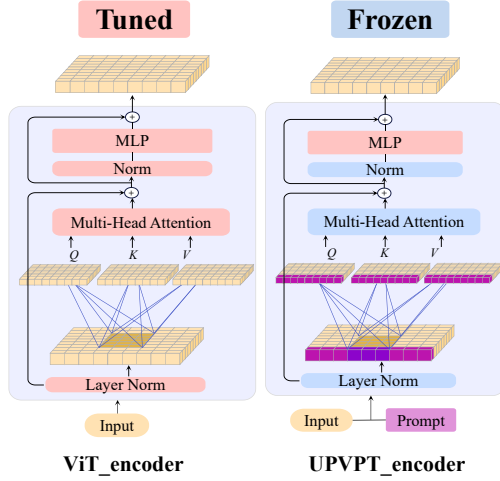 Tuned
Frozen
MLP
Norm
Multi-Head Attention
Q K V
Layer Norm
Input
ViT_encoder
MLP
Norm
Multi-Head Attention
Q K V
Layer Norm
Input Prompt
UPVPT_encoder